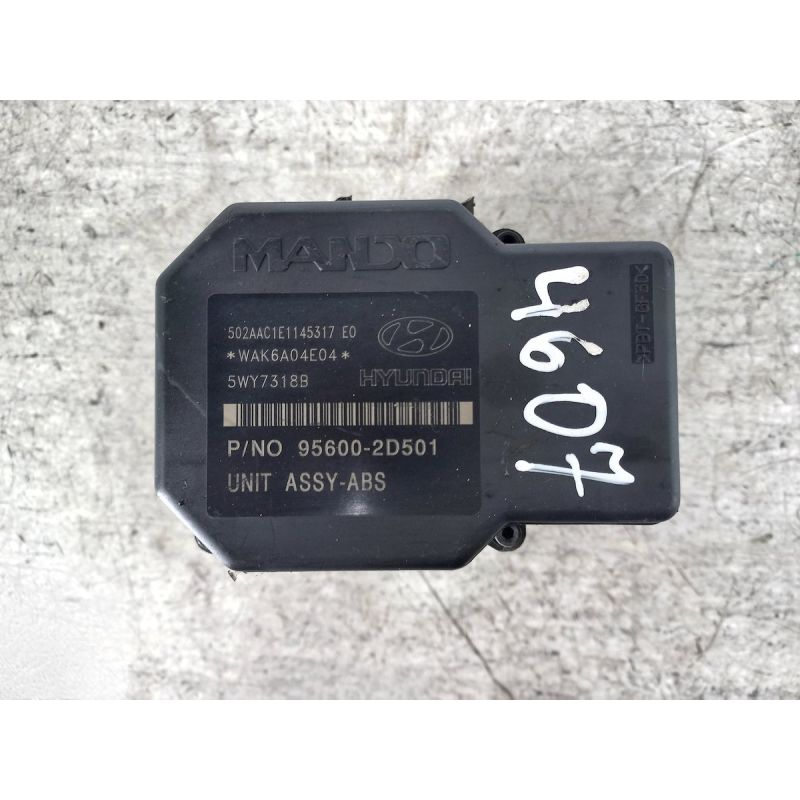 MANDO
502AAC1E1145317 E0
*WAK6A04E04*
5WY7318B
HYUNDAI
P/NO 95600-2D501
UNIT ASSY-ABS
4607